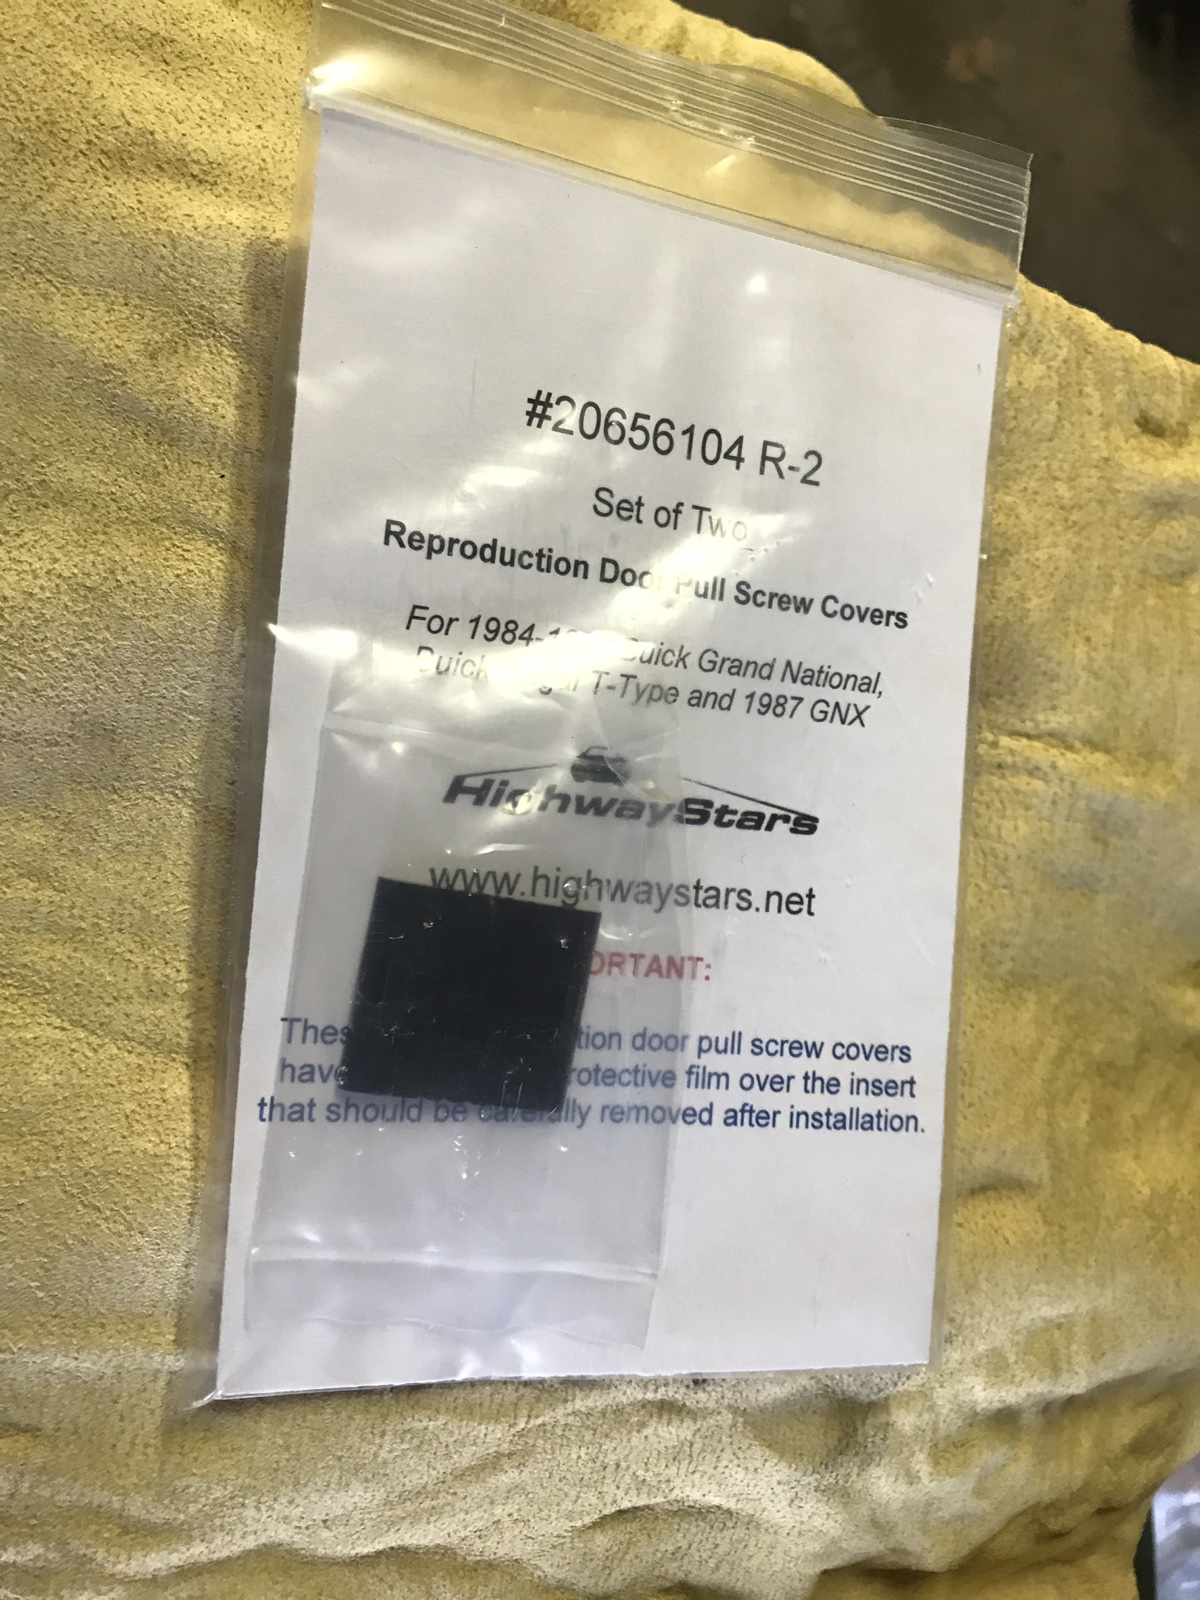 #20656104 R-2
Set of Two
Reproduction Door Pull Screw Covers
For 1984- Buick Grand National,
Buick T-Type and 1987 GNX
HighwayStars
www.highwaystars.net
door pull screw covers
have film over the insert
that should be carefully removed after installation.